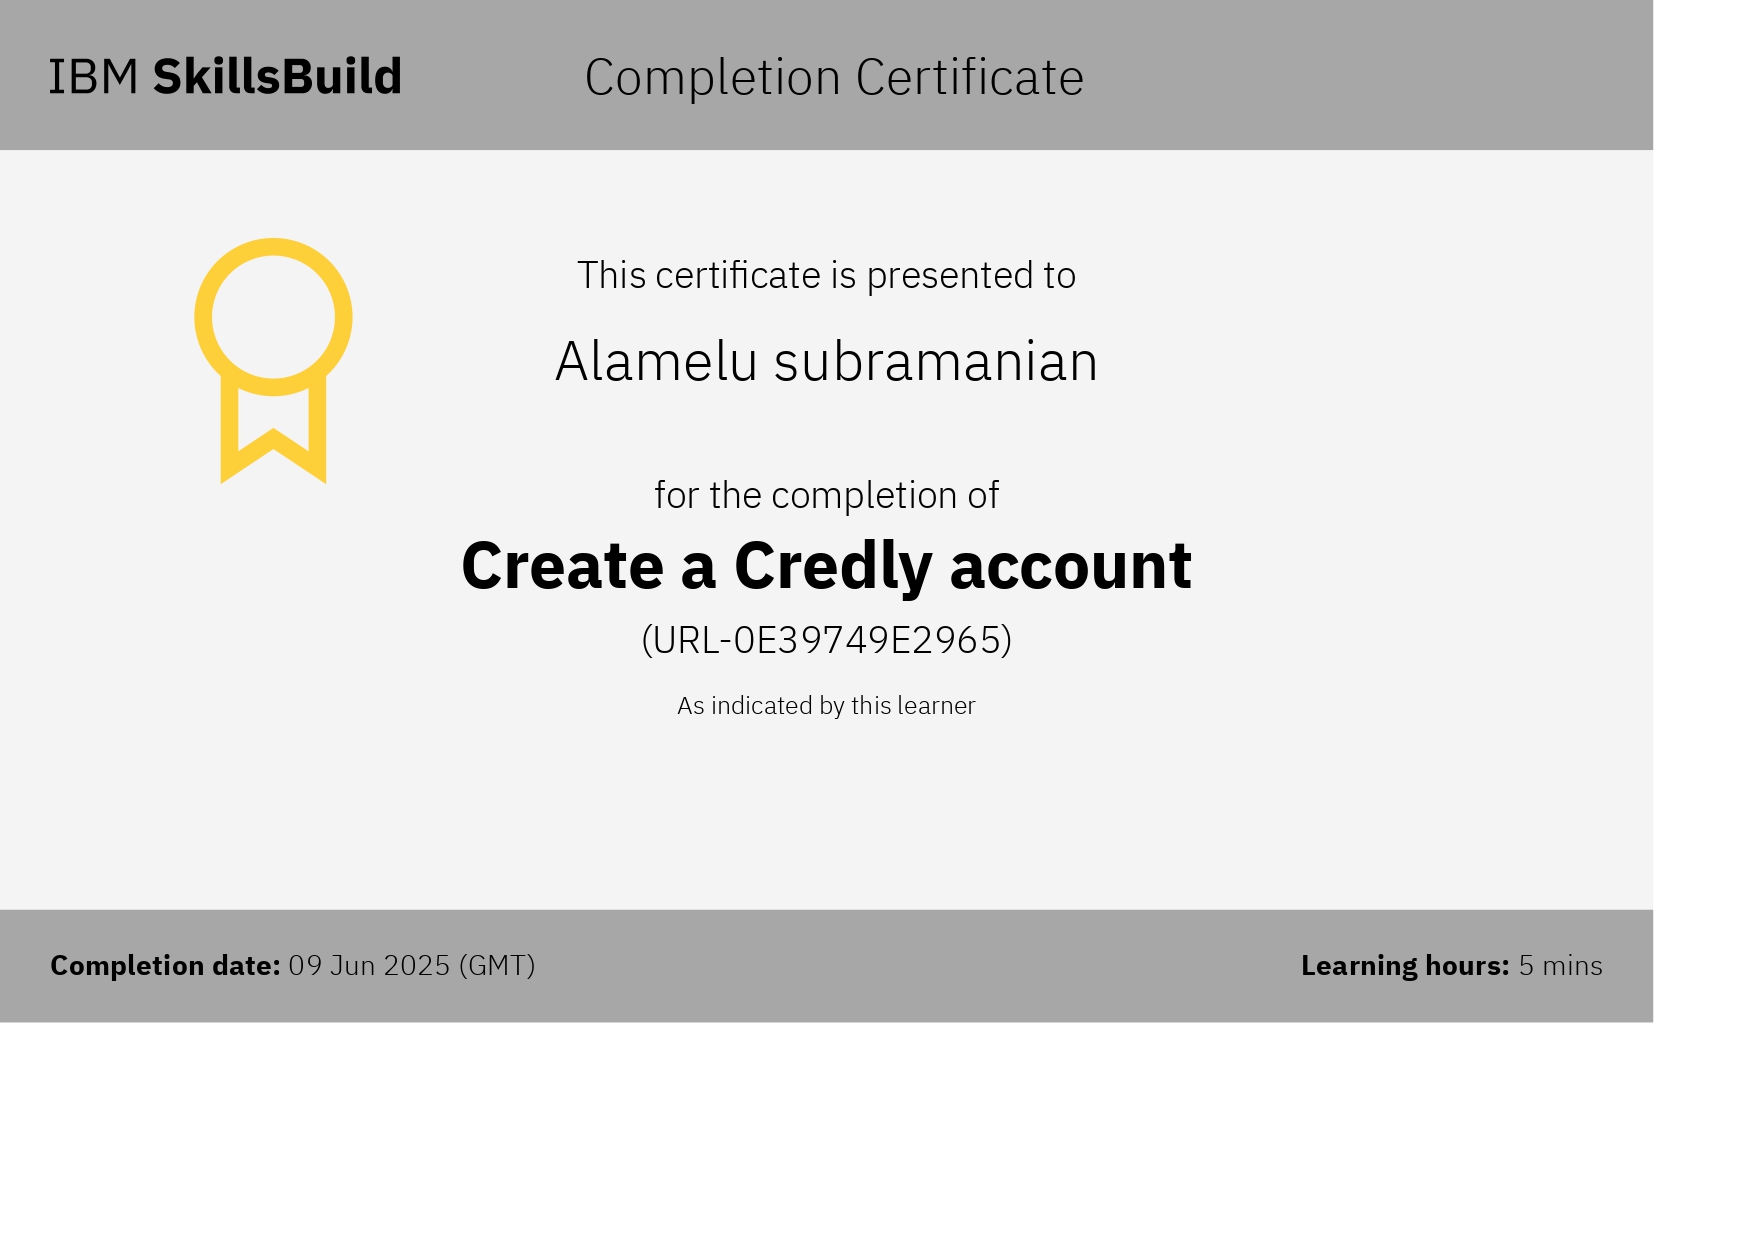 IBM SkillsBuild
Completion Certificate
This certificate is presented to
Alamelu subramanian
for the completion of
Create a Credly account
(URL-0E39749E2965)
As indicated by this learner
Completion date: 09 Jun 2025 (GMT)
Learning hours: 5 mins